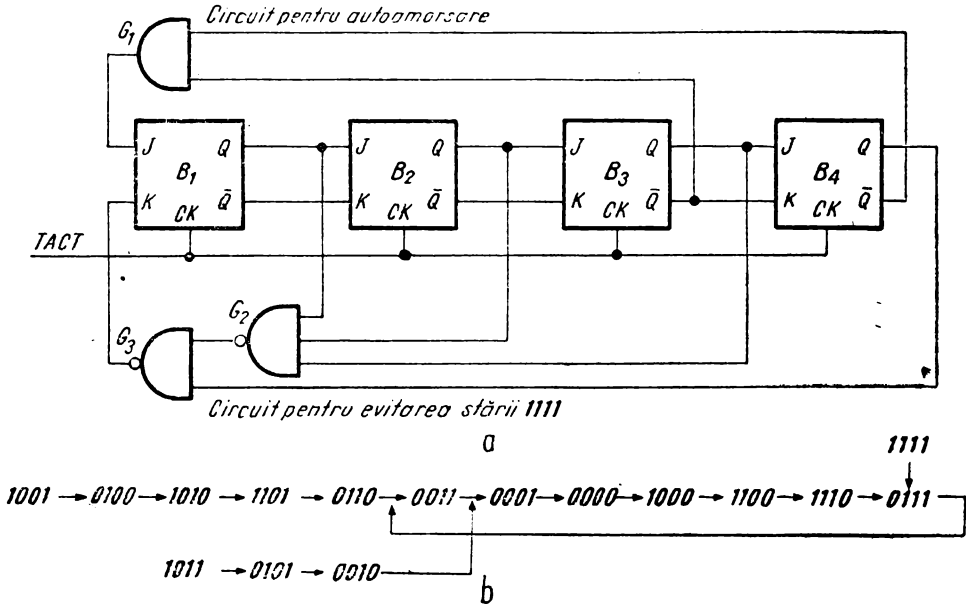 Circuit pentru autoamorsare
G1
J Q J Q J Q J Q
B1 B2 B3 B4
K CK Q̄ K CK Q̄ K CK Q̄ K CK Q̄
TACT
G2
G3
Circuit pentru evitarea stării 1111
a
1111
1001 → 0100 → 1010 → 1101 → 0110 → 0011 → 0001 → 0000 → 1000 → 1100 → 1110 → 0111
1011 → 0101 → 0010
b